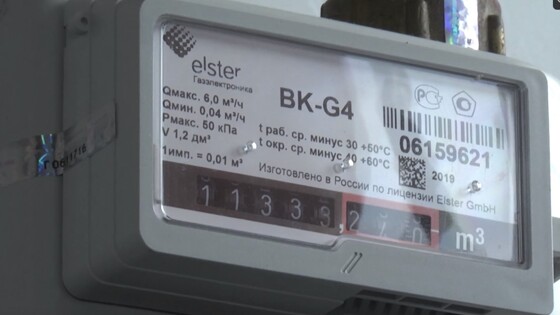 elster
Газэлектроника
BK-G4
Qмакс. 6,0 м³/ч
Qмин. 0,04 м³/ч
Pмакс. 50 кПа
V 1,2 дм³
1имп. = 0,01 м³
t раб. ср. минус 30 +50°C
t окр. ср. минус 40 +60°C
06159621
2019
Изготовлено в России по лицензии Elster GmbH
11333,270
m³